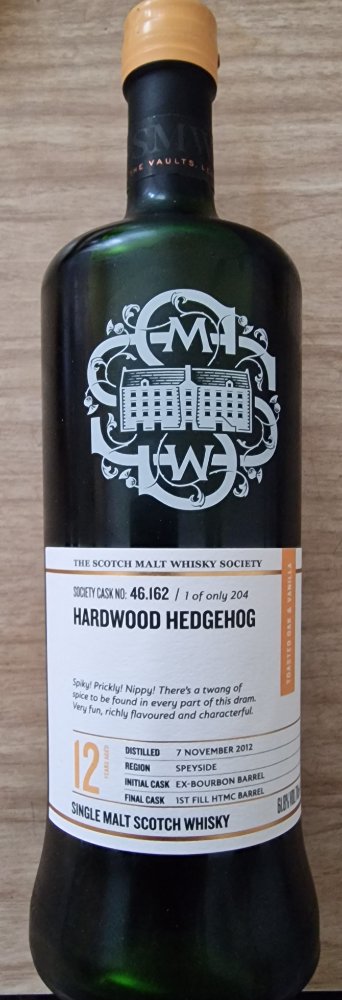 SMW
THE VAULTS, LE
S M S
W
THE SCOTCH MALT WHISKY SOCIETY
SOCIETY CASK NO: 46.162 / 1 of only 204
HARDWOOD HEDGEHOG
TOASTED OAK & VANILLA
Spiky! Prickly! Nippy! There's a twang of
spice to be found in every part of this dram.
Very fun, richly flavoured and characterful.
12 YEARS AGED
DISTILLED 7 NOVEMBER 2012
REGION SPEYSIDE
INITIAL CASK EX-BOURBON BARREL
FINAL CASK 1ST FILL HTMC BARREL
SINGLE MALT SCOTCH WHISKY